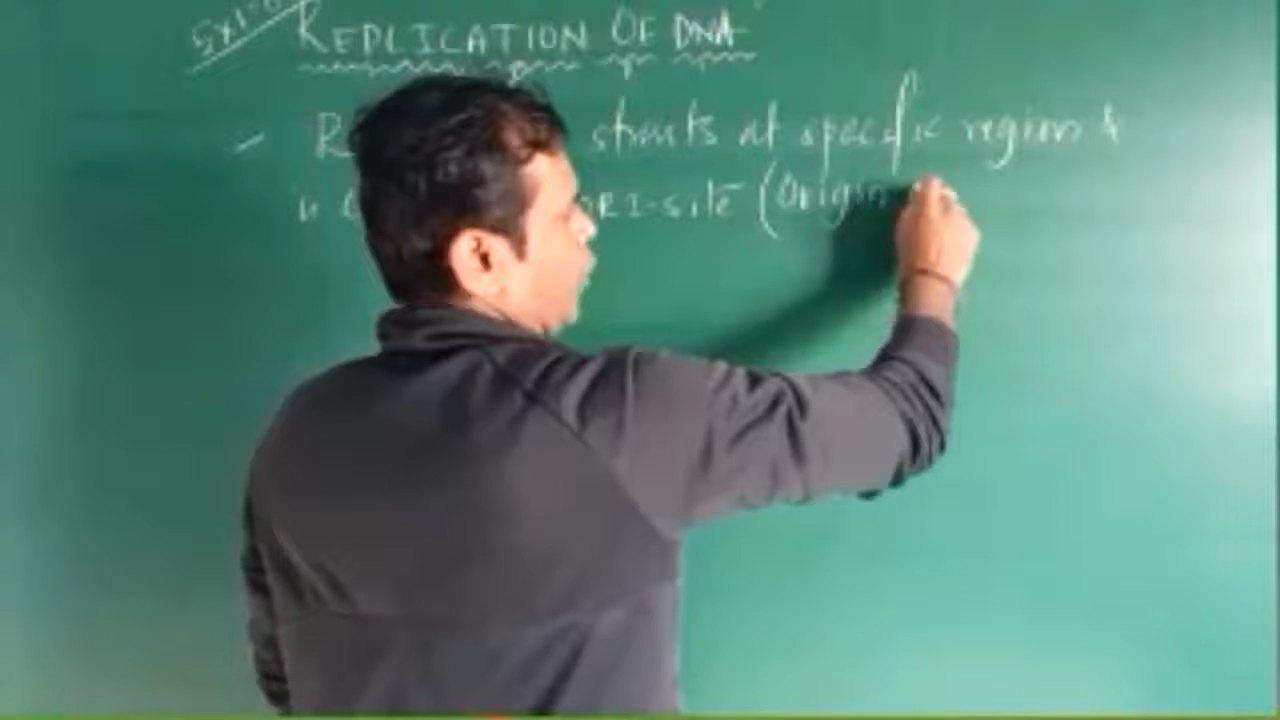 REPLICATION OF DNA
starts at specific region &
ORI-site (Origin